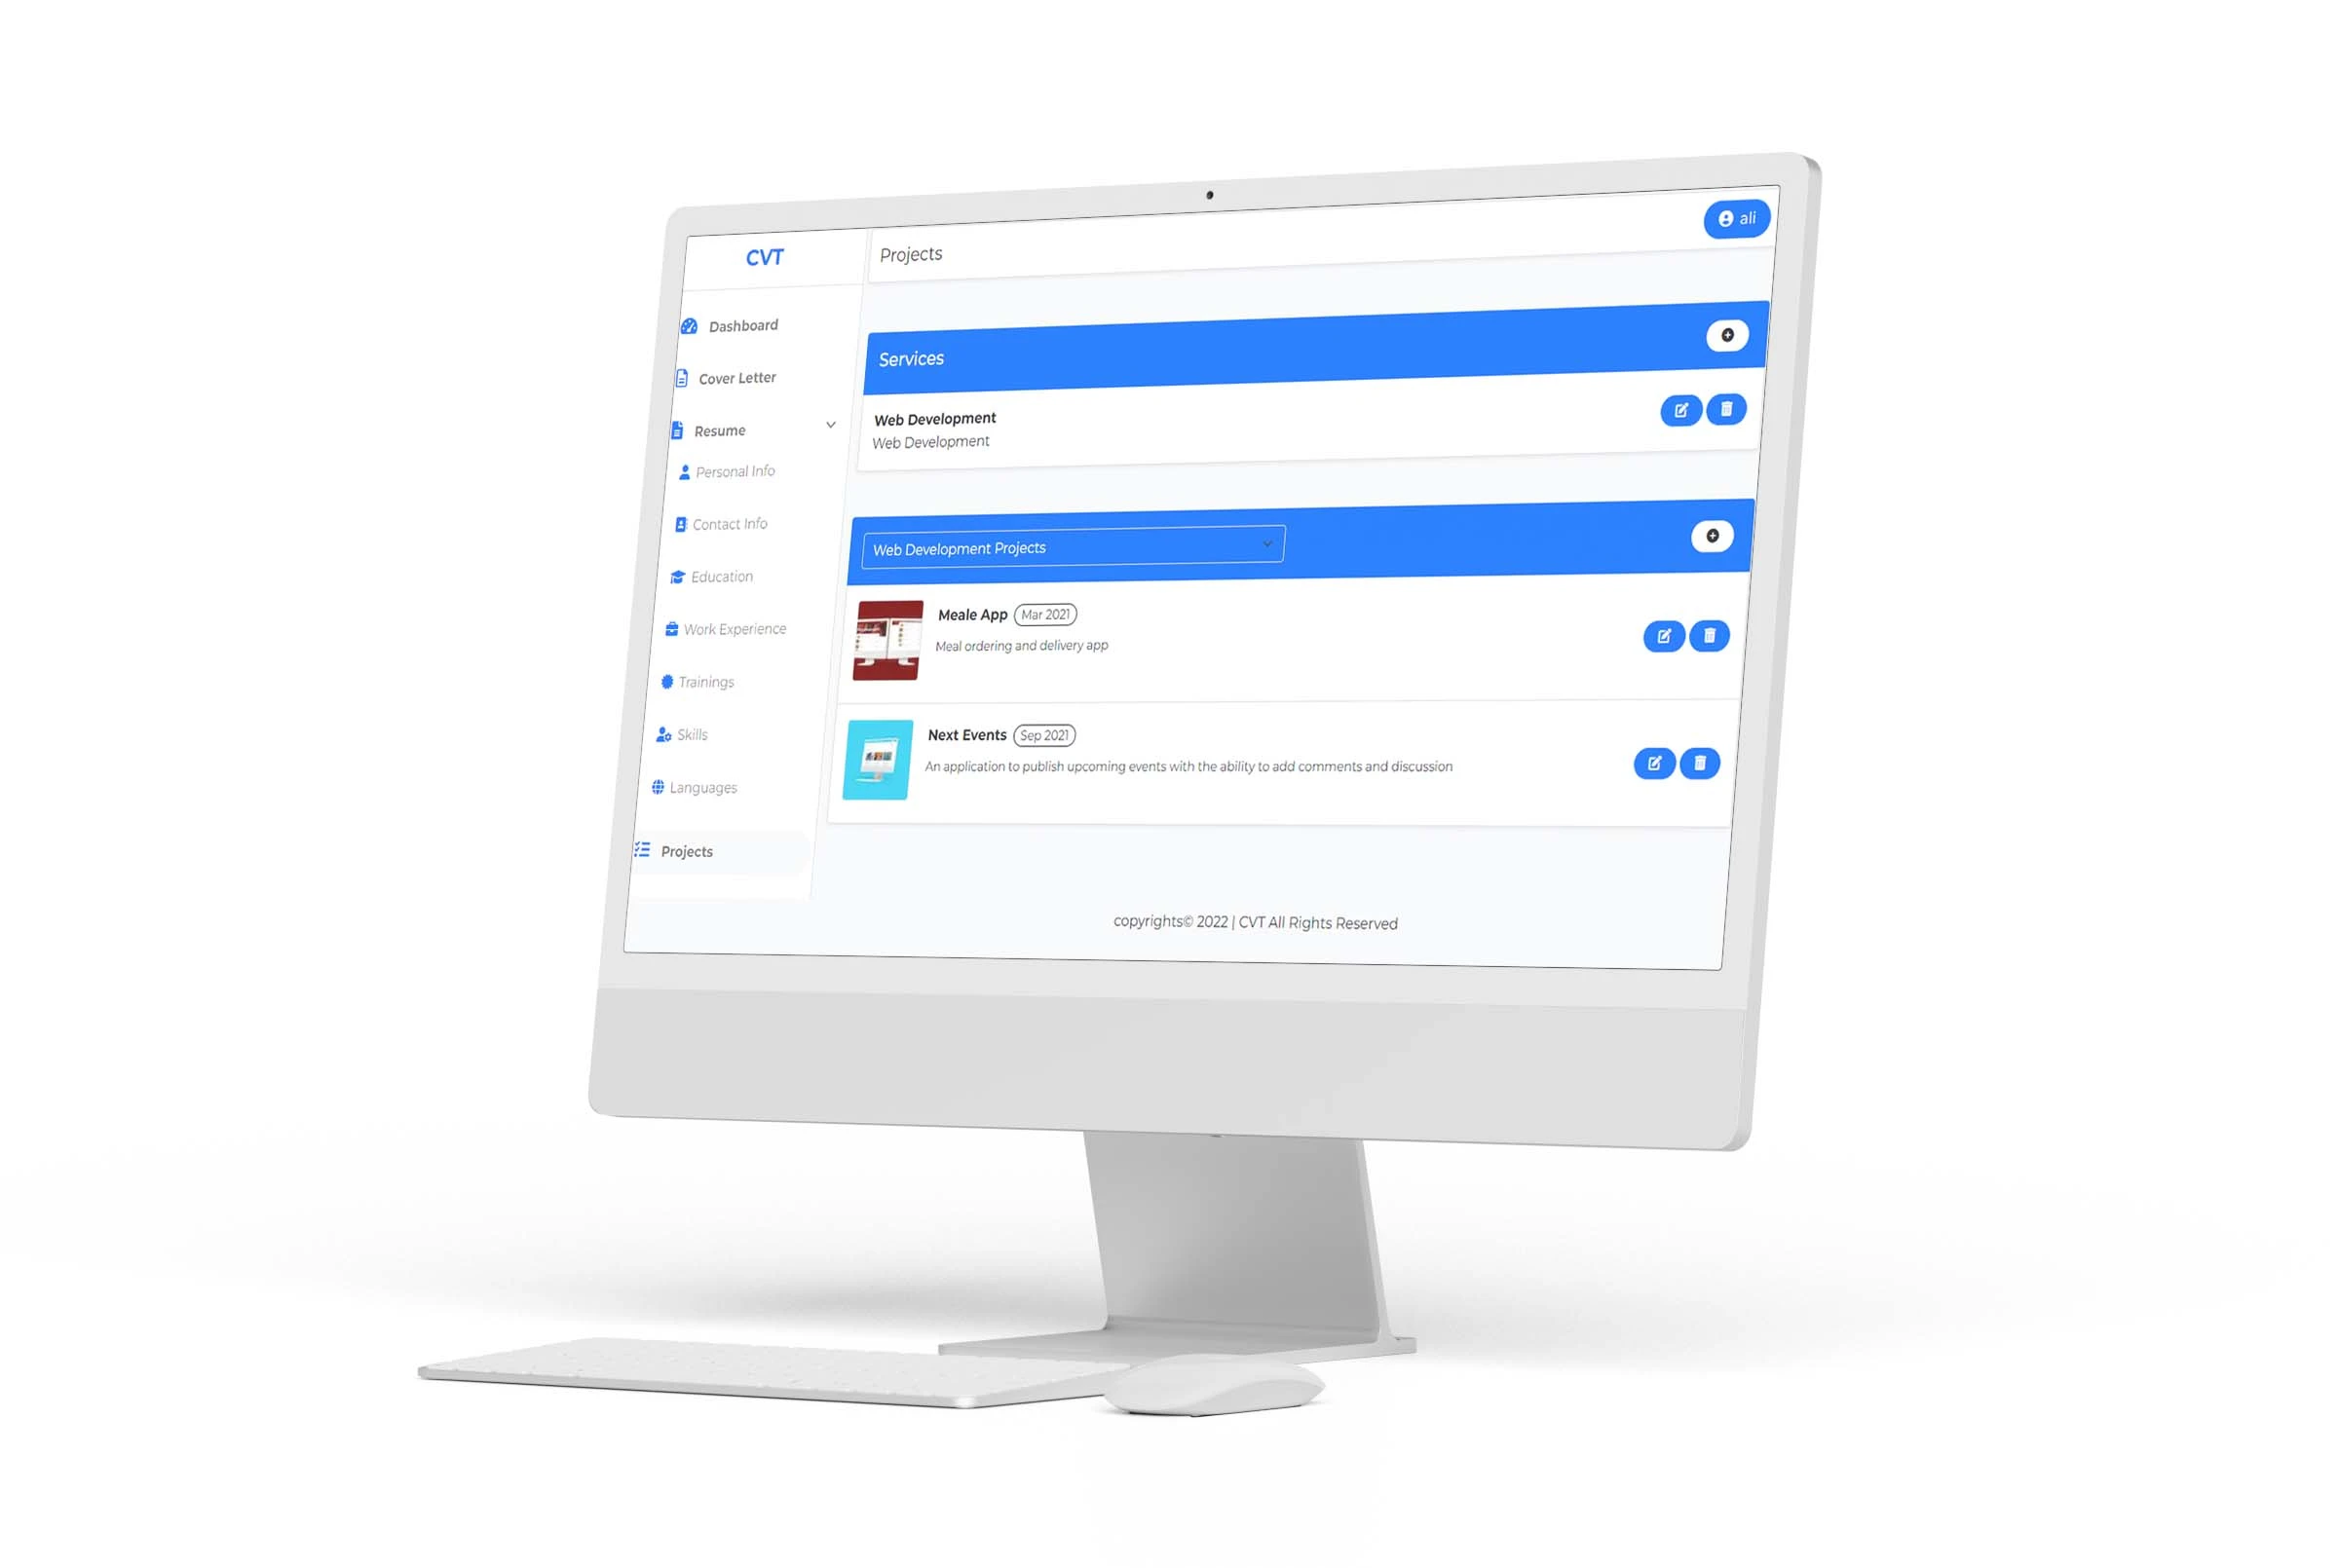 CVT
Projects
ali
Dashboard
Cover Letter
Resume
Personal Info
Contact Info
Education
Work Experience
Trainings
Skills
Languages
Projects
Services
Web Development
Web Development
Web Development Projects
Meale App Mar 2021
Meal ordering and delivery app
Next Events Sep 2021
An application to publish upcoming events with the ability to add comments and discussion
copyrights© 2022 | CVT All Rights Reserved